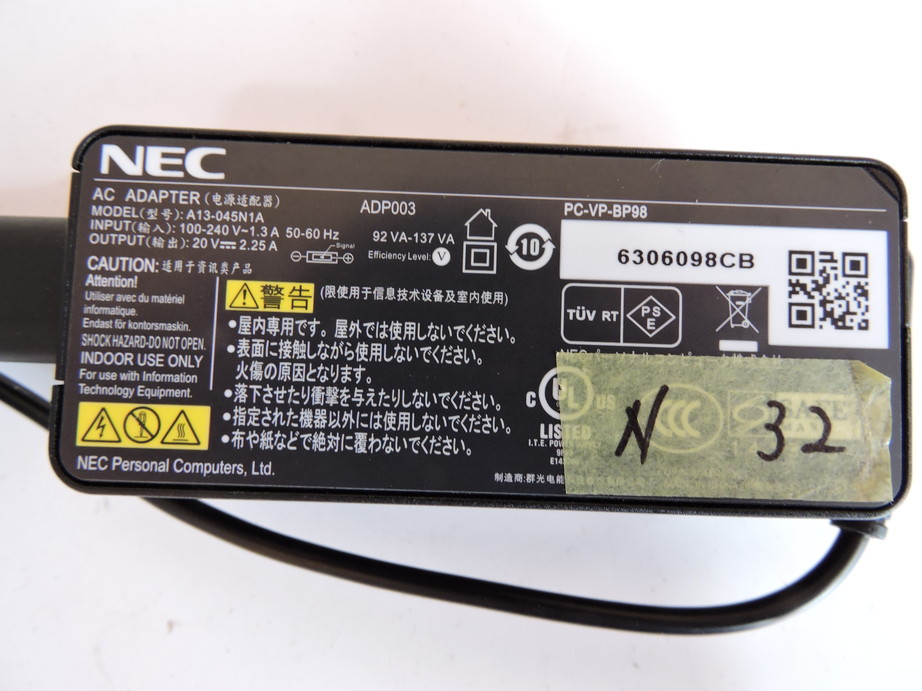 NEC
AC ADAPTER (电源适配器)
MODEL(型号): A13-045N1A
INPUT(输入): 100-240 V~1.3 A 50-60 Hz
OUTPUT(输出): 20 V⎓ 2.25 A
ADP003
92 VA-137 VA
Signal
Efficiency Level: V
10
PC-VP-BP98
6306098CB
CAUTION: 适用于资讯类产品
Attention!
Utiliser avec du matériel
informatique.
Endast för kontorsmaskin.
SHOCK HAZARD-DO NOT OPEN.
INDOOR USE ONLY
For use with Information
Technology Equipment.
警告 (限使用于信息技术设备及室内使用)
•屋内専用です。屋外では使用しないでください。
•表面に接触しながら使用しないでください。
火傷の原因となります。
•落下させたり衝撃を与えたりしないでください。
•指定された機器以外には使用しないでください。
•布や紙などで絶対に覆わないでください。
TÜV RT
PSE
C UL US
LISTED
I.T.E.
N 32
CCC
NEC Personal Computers, Ltd.
制造商:群光电能